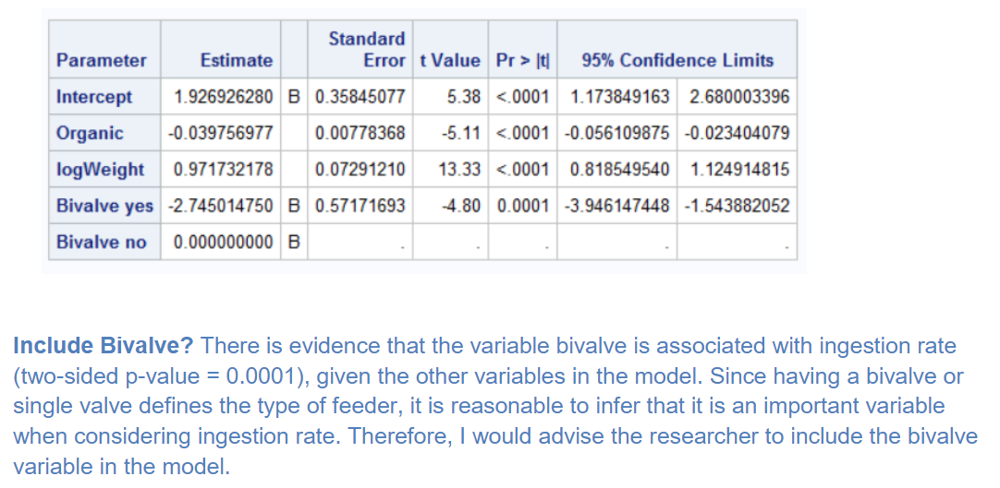 Parameter Estimate Standard Error t Value Pr > |t| 95% Confidence Limits
Intercept 1.926926280 B 0.35845077 5.38 <.0001 1.173849163 2.680003396
Organic -0.039756977 0.00778368 -5.11 <.0001 -0.056109875 -0.023404079
logWeight 0.971732178 0.07291210 13.33 <.0001 0.818549540 1.124914815
Bivalve yes -2.745014750 B 0.57171693 -4.80 0.0001 -3.946147448 -1.543882052
Bivalve no 0.000000000 B . . . . .
Include Bivalve? There is evidence that the variable bivalve is associated with ingestion rate
(two-sided p-value = 0.0001), given the other variables in the model. Since having a bivalve or
single valve defines the type of feeder, it is reasonable to infer that it is an important variable
when considering ingestion rate. Therefore, I would advise the researcher to include the bivalve
variable in the model.